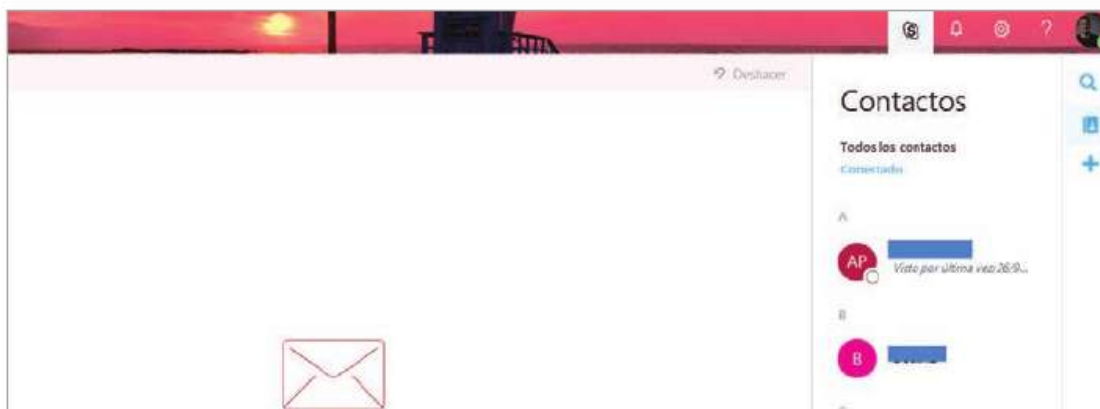 ?
Deshacer
Contactos
Todos los contactos
Conectado
A
AP
Visto por última vez: 26/9...
B
B